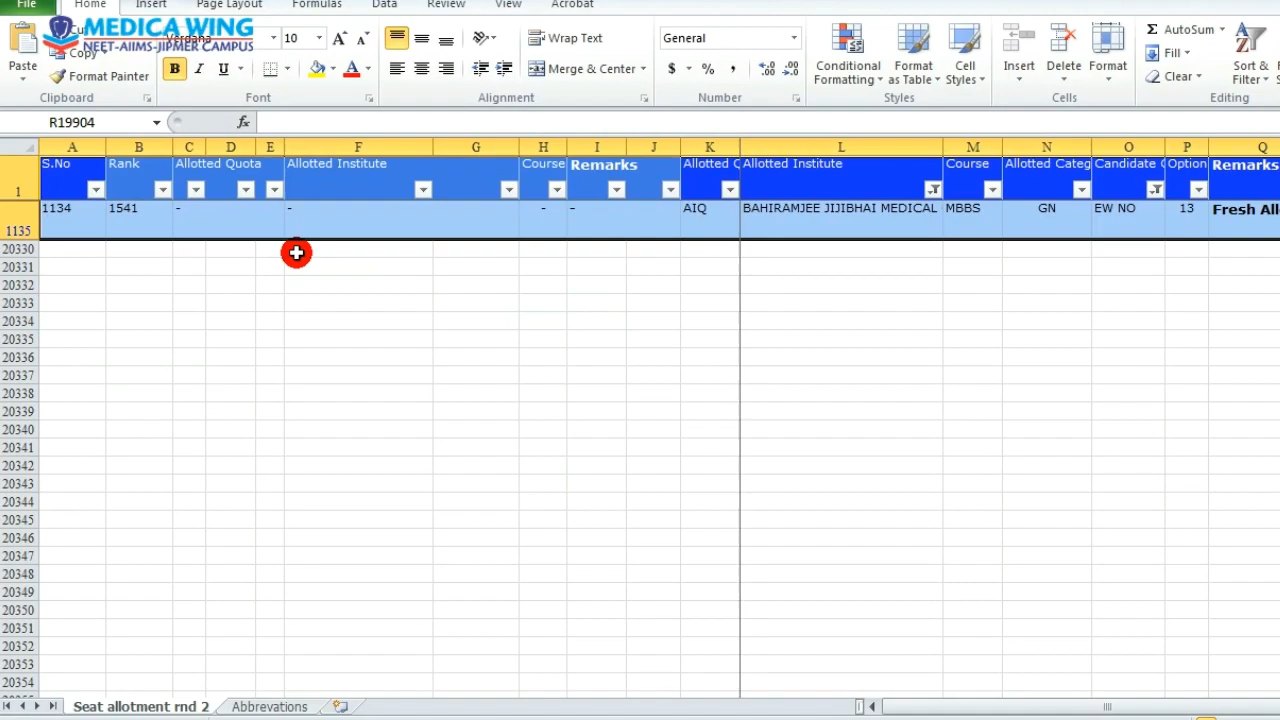 File Home Insert Page Layout Formulas Data Review View Acrobat
MEDICA WING
NEET-AIIMS-JIPMER CAMPUS
Verdana 10 Wrap Text General AutoSum
Copy Fill
Paste Format Painter B I U Merge & Center $ % , Conditional Formatting Format as Table Cell Styles Insert Delete Format Clear Sort & Filter
Clipboard Font Alignment Number Styles Cells Editing
R19904 fx
A B C D E F G H I J K L M N O P Q
1 S.No Rank Allotted Quota Allotted Institute Course Remarks Allotted Q Allotted Institute Course Allotted Categ Candidate Option Remarks
1135 1134 1541 - - - - AIQ BAHIRAMJEE JIJIBHAI MEDICAL MBBS GN EW NO 13 Fresh All
20330
20331
20332
20333
20334
20335
20336
20337
20338
20339
20340
20341
20342
20343
20344
20345
20346
20347
20348
20349
20350
20351
20352
20353
20354
Seat allotment rnd 2 Abbrevations